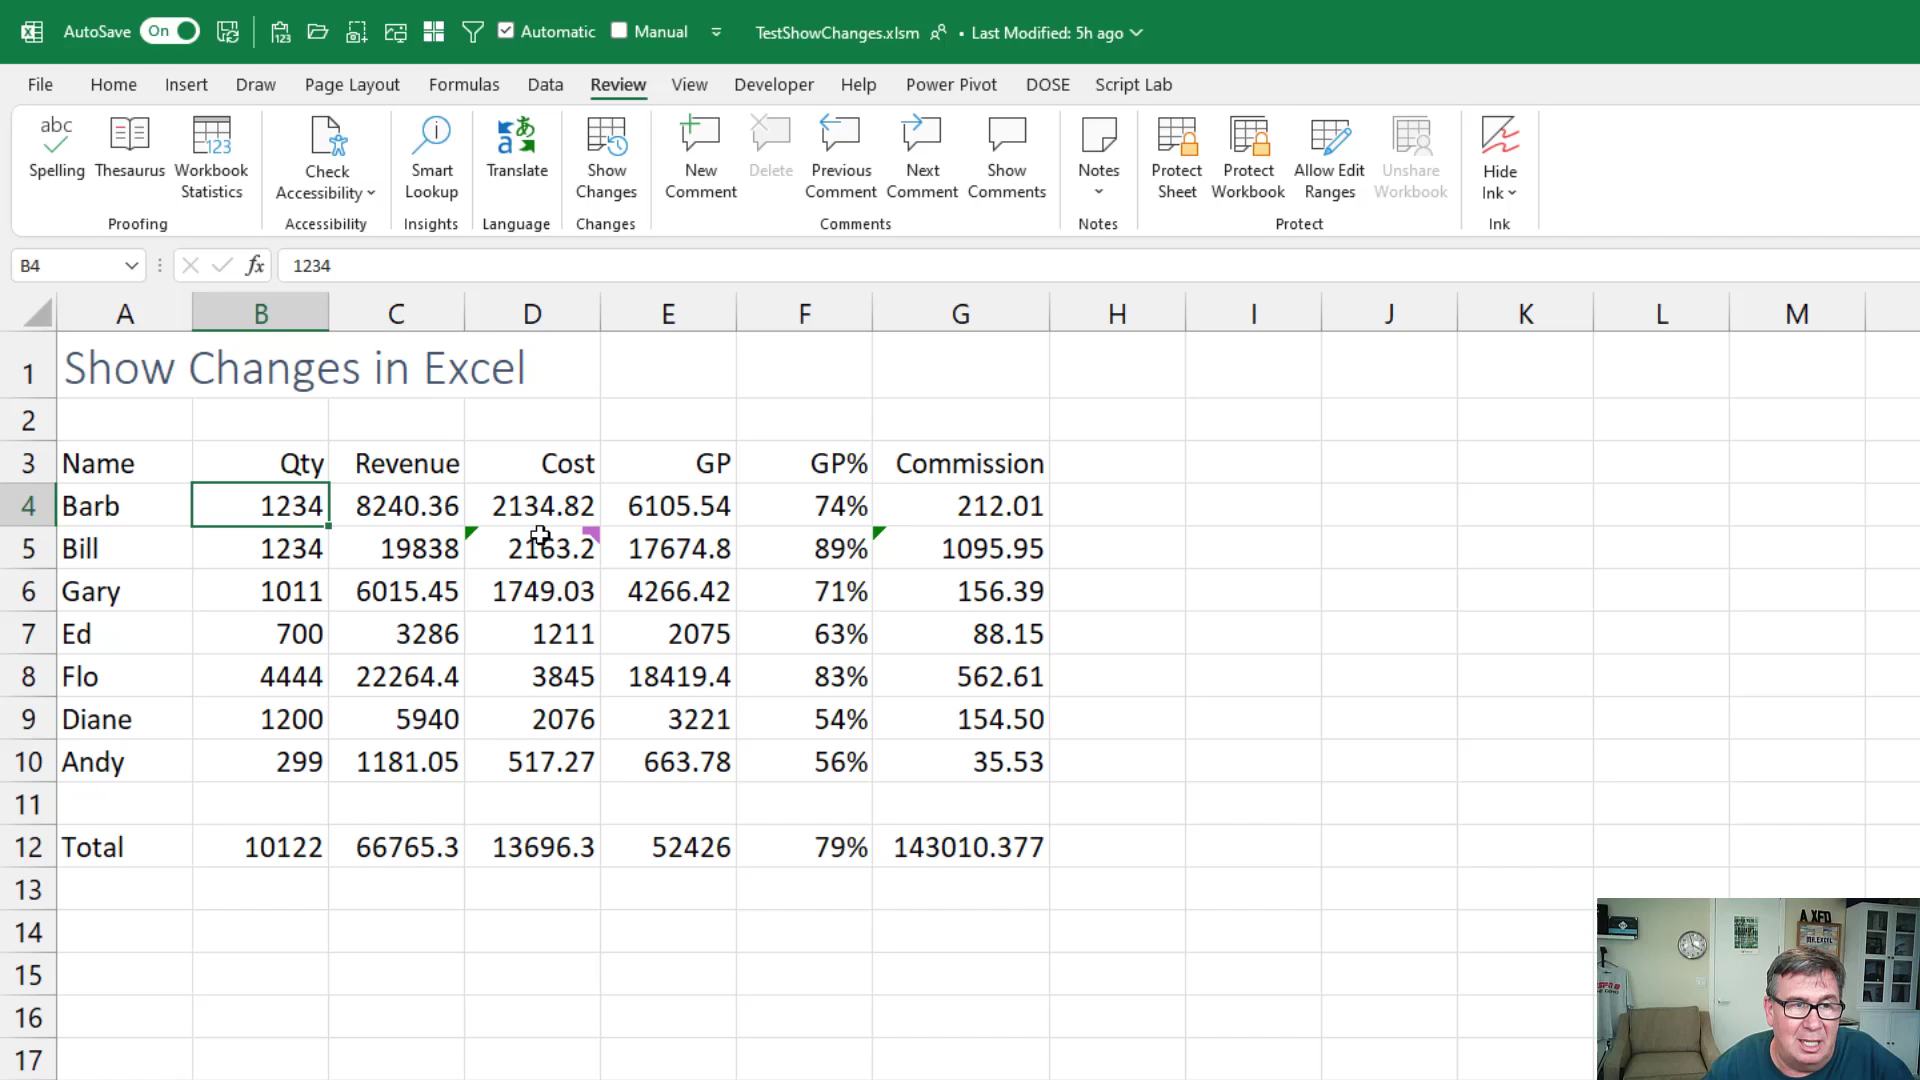 AutoSave On Automatic Manual TestShowChanges.xlsm • Last Modified: 5h ago
File Home Insert Draw Page Layout Formulas Data Review View Developer Help Power Pivot DOSE Script Lab
Spelling Thesaurus Workbook Statistics Check Accessibility Smart Lookup Translate Show Changes New Comment Delete Previous Comment Next Comment Show Comments Notes Protect Sheet Protect Workbook Allow Edit Ranges Unshare Workbook Hide Ink
Proofing Accessibility Insights Language Changes Comments Notes Protect Ink
B4 fx 1234
A B C D E F G H I J K L M
1 Show Changes in Excel
2
3 Name Qty Revenue Cost GP GP% Commission
4 Barb 1234 8240.36 2134.82 6105.54 74% 212.01
5 Bill 1234 19838 2163.2 17674.8 89% 1095.95
6 Gary 1011 6015.45 1749.03 4266.42 71% 156.39
7 Ed 700 3286 1211 2075 63% 88.15
8 Flo 4444 22264.4 3845 18419.4 83% 562.61
9 Diane 1200 5940 2076 3221 54% 154.50
10 Andy 299 1181.05 517.27 663.78 56% 35.53
11
12 Total 10122 66765.3 13696.3 52426 79% 143010.377
13
14
15
16
17
A XFD
MR.EXCEL